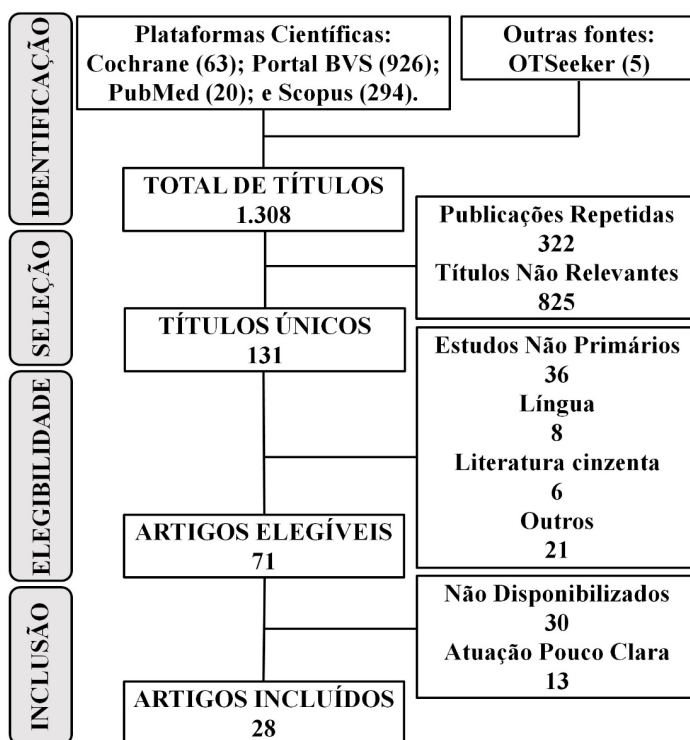 IDENTIFICAÇÃO
Plataformas Científicas:
Cochrane (63); Portal BVS (926);
PubMed (20); e Scopus (294).
Outras fontes:
OTSeeker (5)
TOTAL DE TÍTULOS
1.308
SELEÇÃO
Publicações Repetidas
322
Títulos Não Relevantes
825
TÍTULOS ÚNICOS
131
ELEGIBILIDADE
Estudos Não Primários
36
Língua
8
Literatura cinzenta
6
Outros
21
ARTIGOS ELEGÍVEIS
71
INCLUSÃO
Não Disponibilizados
30
Atuação Pouco Clara
13
ARTIGOS INCLUÍDOS
28